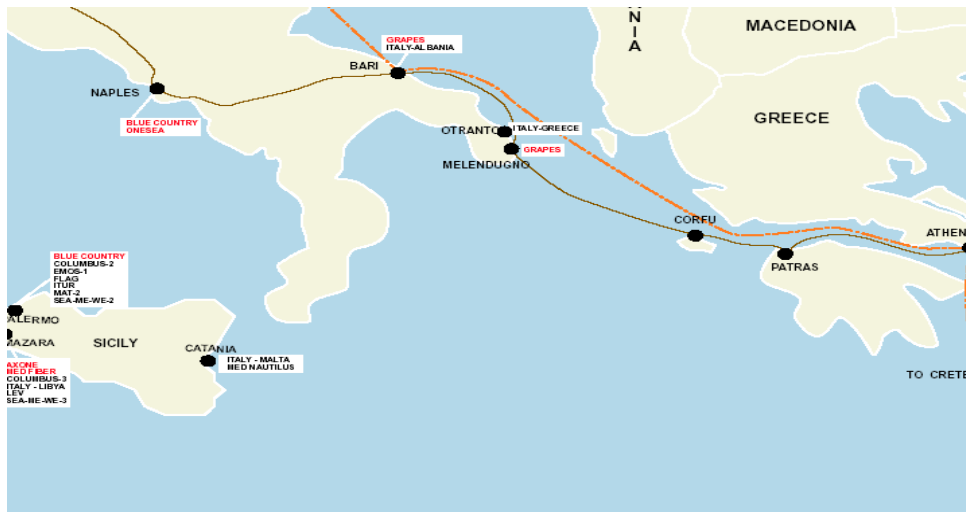 N
I
A
MACEDONIA
GRAPES
ITALY-ALBANIA
BARI
NAPLES
BLUE COUNTRY
ONESEA
GREECE
OTRANTO
ITALY-GREECE
GRAPES
MELENDUGNO
CORFU
ATHEN
PATRAS
BLUE COUNTRY
COLUMBUS-2
EMOS-1
FLAG
ITUR
MAT-2
SEA-ME-WE-2
ALERMO
MAZARA
SICILY
CATANIA
ITALY - MALTA
MED NAUTILUS
AXONE
MED FIBER
COLUMBUS-3
ITALY - LIBYA
LEV
SEA-ME-WE-3
TO CRETE